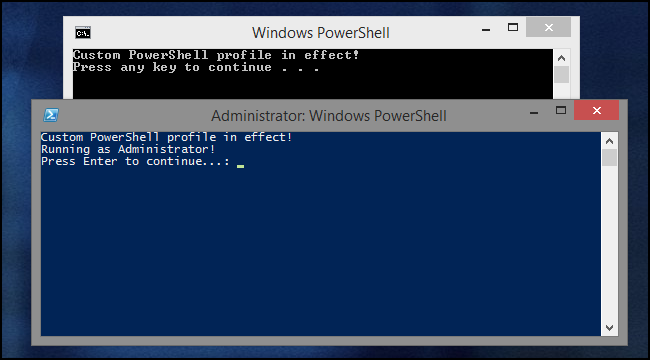 Windows PowerShell
Custom PowerShell profile in effect!
Press any key to continue . . .
Administrator: Windows PowerShell
Custom PowerShell profile in effect!
Running as Administrator!
Press Enter to continue...: _